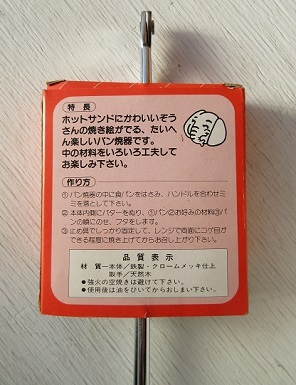 特長
ホットサンドにかわいいぞう
さんの焼き絵がでる、たいへ
ん楽しいパン焼器です。
中の材料をいろいろ工夫して
お楽しみ下さい。
作り方
①パン焼器の中に食パンをはさみ、ハンドルを合わせミ
ミを落として下さい。
②本体内側にバターをぬり、①パン②お好みの材料③パ
ンの順にのせ、フタをします。
③止め具でしっかり固定して、レンジで両面にコゲ目が
できる程度に焼き上げてからお召し上がり下さい。
品質表示
材質―本体/鉄製・クロームメッキ仕上
取手/天然木
●強火の空焼きは避けて下さい。
●使用後は油をひいてからおしまい下さい。